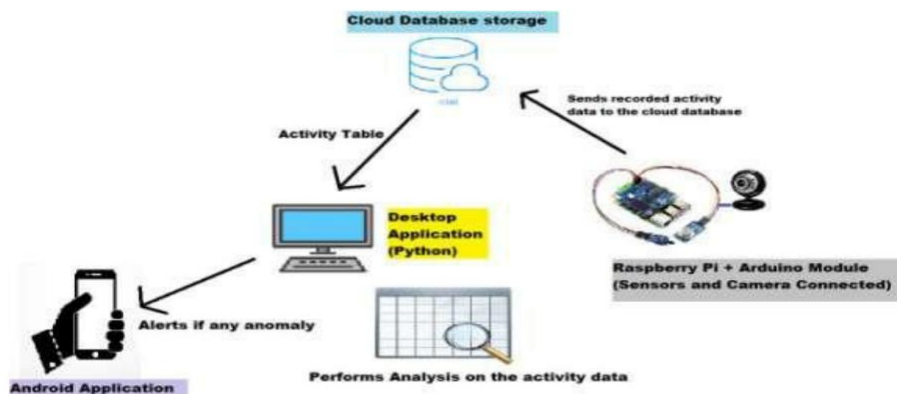 Cloud Database storage
Sends recorded activity
data to the cloud database
Activity Table
Desktop
Application
(Python)
Raspberry Pi + Arduino Module
(Sensors and Camera Connected)
Alerts if any anomaly
Performs Analysis on the activity data
Android Application